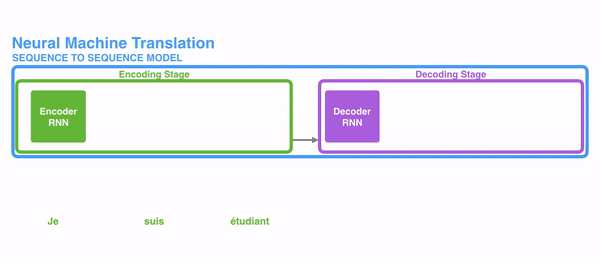 Neural Machine Translation
SEQUENCE TO SEQUENCE MODEL
Encoding Stage
Decoding Stage
Encoder
RNN
Decoder
RNN
Je suis étudiant